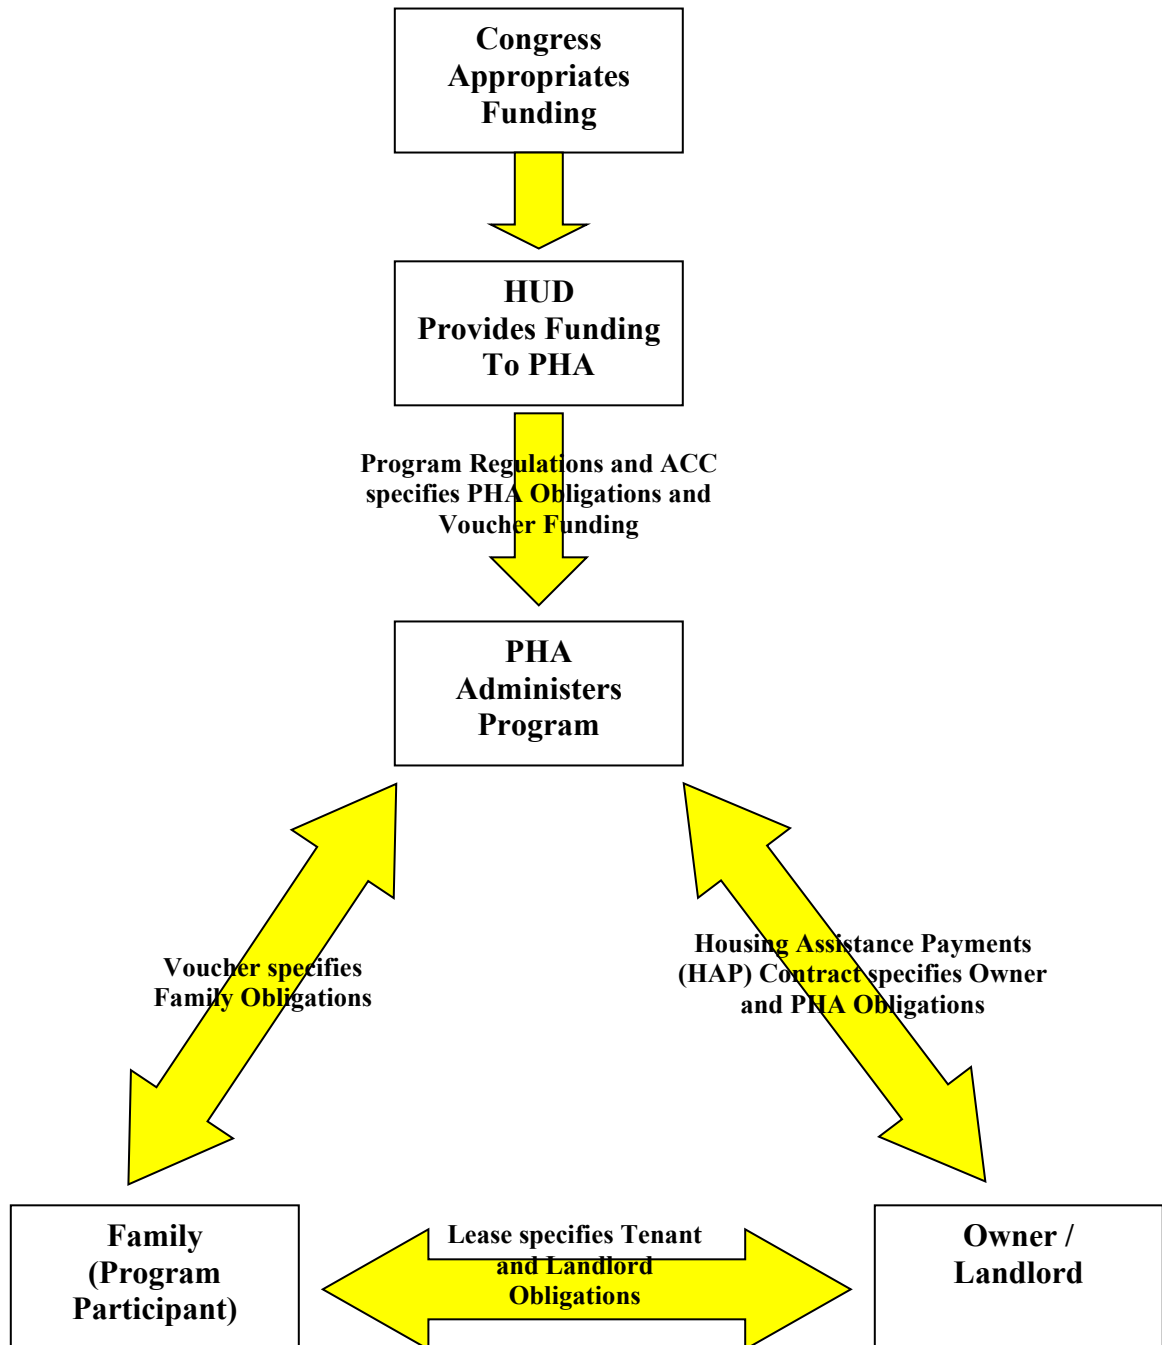 Congress
Appropriates
Funding
HUD
Provides Funding
To PHA
Program Regulations and ACC
specifies PHA Obligations and
Voucher Funding
PHA
Administers
Program
Voucher specifies
Family Obligations
Housing Assistance Payments
(HAP) Contract specifies Owner
and PHA Obligations
Family
(Program
Participant)
Lease specifies Tenant
and Landlord
Obligations
Owner /
Landlord